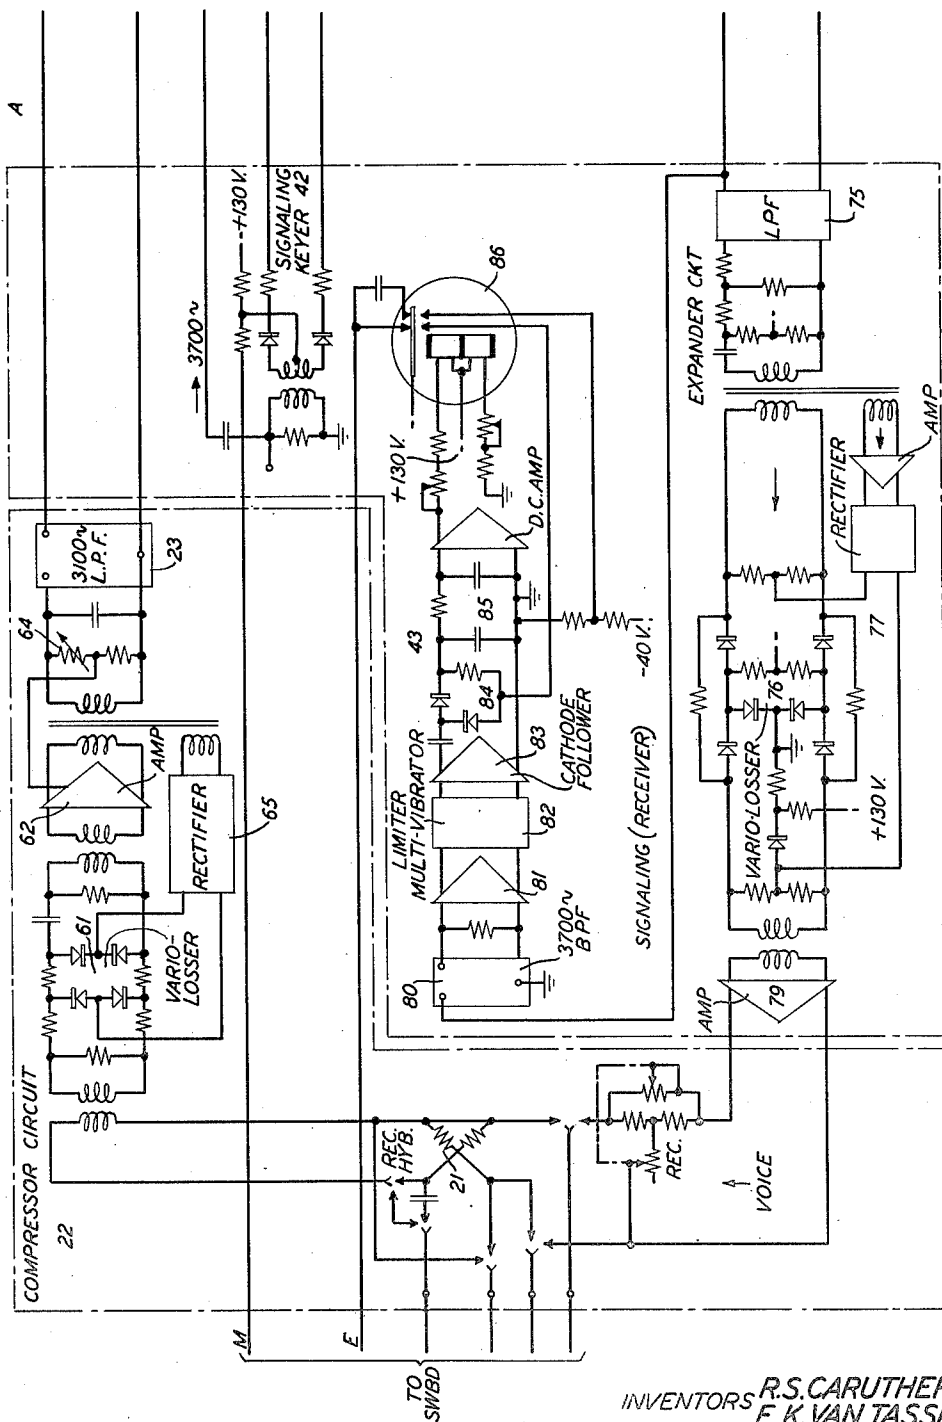 COMPRESSOR CIRCUIT
22
VARIO-
LOSSER
61
62
AMP
RECTIFIER
65
64
3100~
L.P.F.
23
A
M
E
TO
SWBD
→ 3700~
+130V.
SIGNALING
KEYER 42
REC.
HYB.
21
80
3700~
BPF
81
LIMITER
MULTI-VIBRATOR
82
83
CATHODE
FOLLOWER
84
43
85
D.C. AMP
+130V.
86
-40V.
SIGNALING (RECEIVER)
REC.
VOICE
AMP
79
VARIO-LOSSER
76
+130V.
77
RECTIFIER
AMP
EXPANDER CKT
LPF
75
INVENTORS R.S.CARUTHER
E.K.VAN TASSE